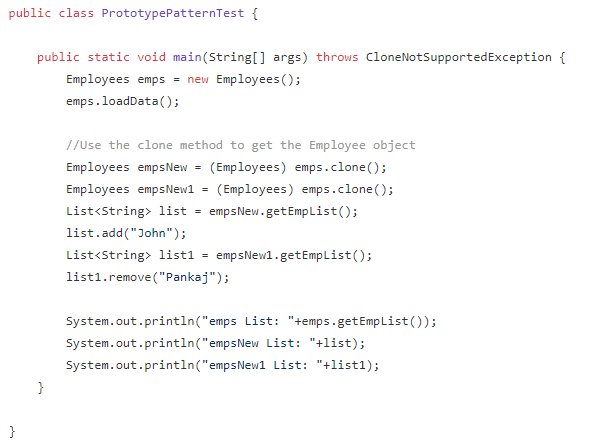 public class PrototypePatternTest {
public static void main(String[] args) throws CloneNotSupportedException {
Employees emps = new Employees();
emps.loadData();
//Use the clone method to get the Employee object
Employees empsNew = (Employees) emps.clone();
Employees empsNew1 = (Employees) emps.clone();
List<String> list = empsNew.getEmpList();
list.add("John");
List<String> list1 = empsNew1.getEmpList();
list1.remove("Pankaj");
System.out.println("emps List: "+emps.getEmpList());
System.out.println("empsNew List: "+list);
System.out.println("empsNew1 List: "+list1);
}
}